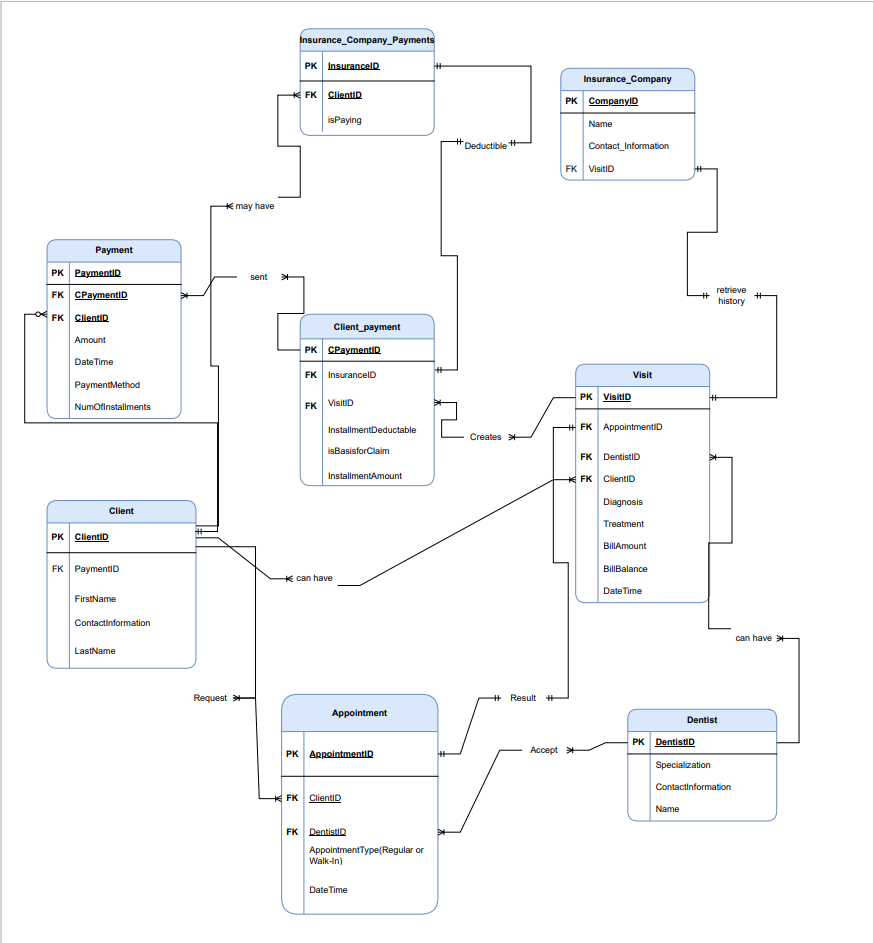 Insurance_Company_Payments
PK InsuranceID
FK ClientID
isPaying
Insurance_Company
PK CompanyID
Name
Contact_Information
FK VisitID
Deductible
may have
Payment
PK PaymentID
FK CPaymentID
FK ClientID
Amount
DateTime
PaymentMethod
NumOfInstallments
sent
retrieve
history
Client_payment
PK CPaymentID
FK InsuranceID
FK VisitID
InstallmentDeductable
isBasisforClaim
InstallmentAmount
Creates
Visit
PK VisitID
FK AppointmentID
FK DentistID
FK ClientID
Diagnosis
Treatment
BillAmount
BillBalance
DateTime
Client
PK ClientID
FK PaymentID
FirstName
ContactInformation
LastName
can have
can have
Request
Result
Appointment
PK AppointmentID
FK ClientID
FK DentistID
AppointmentType(Regular or
Walk-In)
DateTime
Accept
Dentist
PK DentistID
Specialization
ContactInformation
Name